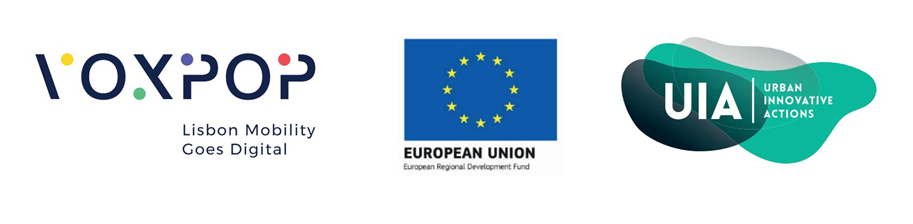 VOXPOP
Lisbon Mobility
Goes Digital
EUROPEAN UNION
European Regional Development Fund
UIA
URBAN
INNOVATIVE
ACTIONS